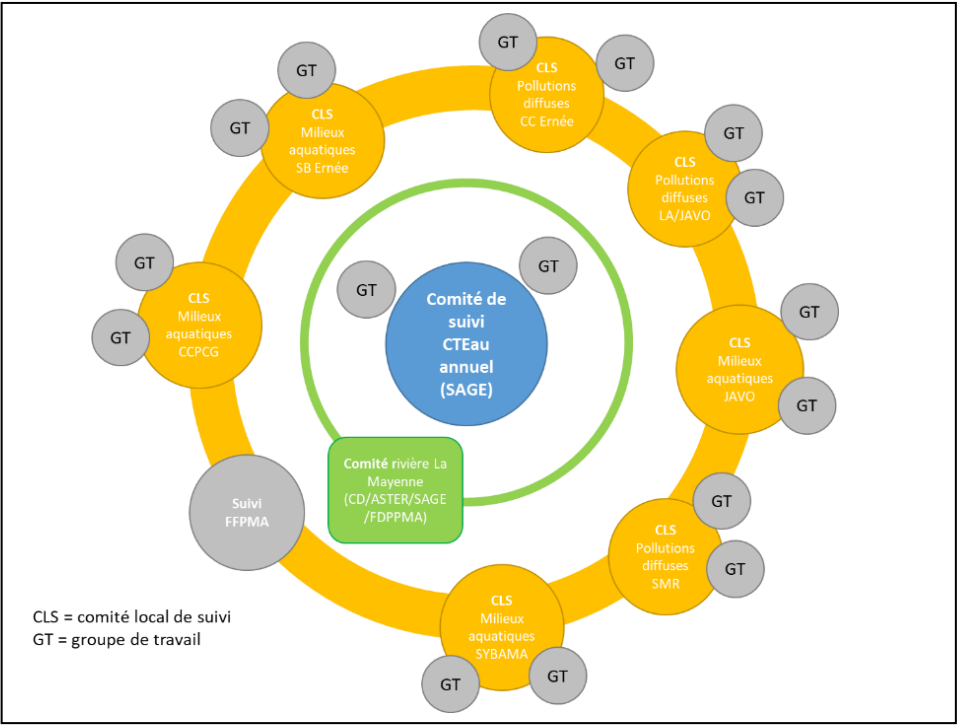 GT
GT
CLS
Pollutions
diffuses
CC Ernée
GT
GT
CLS
Milieux
aquatiques
SB Ernée
GT
CLS
Pollutions
diffuses
LA/JAVO
GT
GT
GT
CLS
Milieux
aquatiques
CCPCG
GT
GT
GT
Comité de
suivi
CTEau
annuel
(SAGE)
GT
CLS
Milieux
aquatiques
JAVO
GT
Comité rivière La
Mayenne
(CD/ASTER/SAGE
/FDPPMA)
Suivi
FFPMA
GT
CLS
Pollutions
diffuses
SMR
GT
CLS
Milieux
aquatiques
SYBAMA
GT
GT
CLS = comité local de suivi
GT = groupe de travail